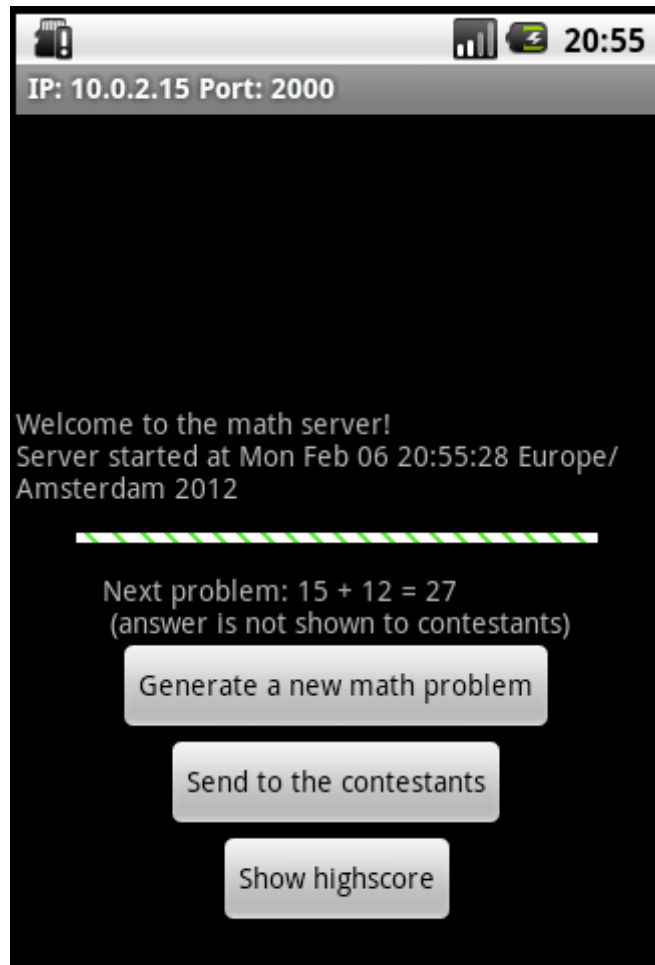 20:55
IP: 10.0.2.15 Port: 2000
Welcome to the math server!
Server started at Mon Feb 06 20:55:28 Europe/
Amsterdam 2012
Next problem: 15 + 12 = 27
(answer is not shown to contestants)
Generate a new math problem
Send to the contestants
Show highscore